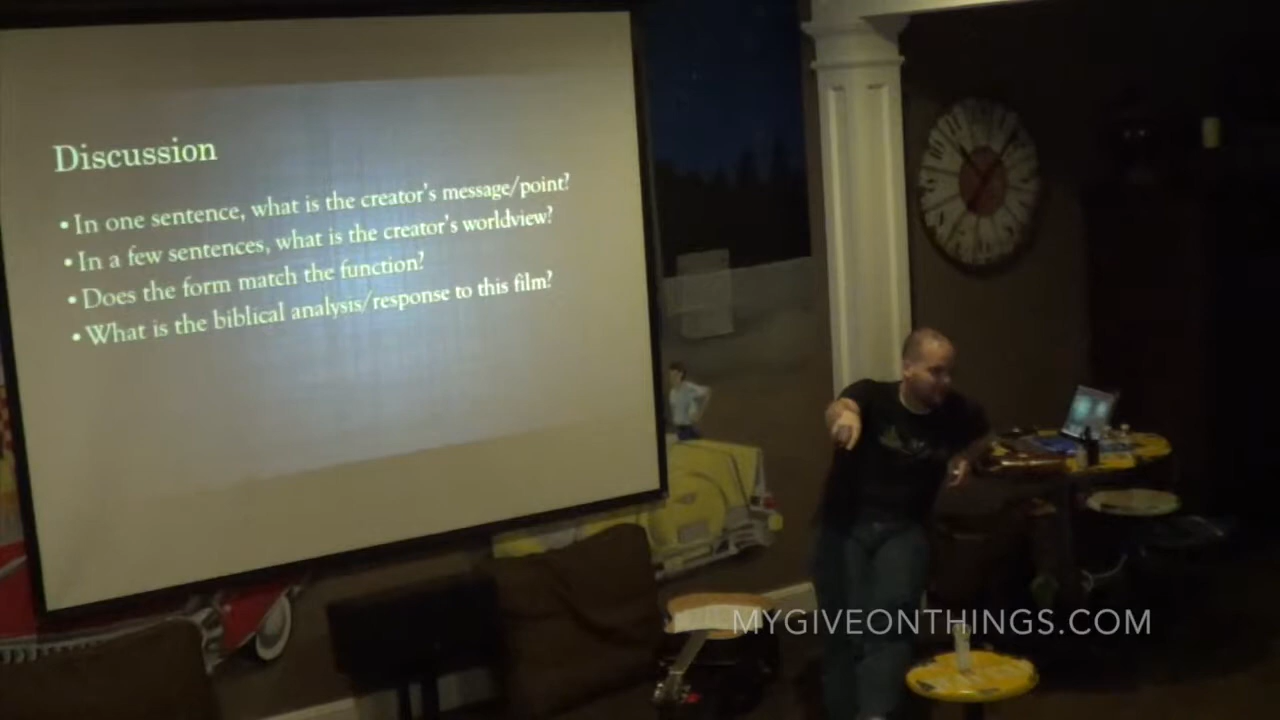 Discussion
• In one sentence, what is the creator's message/point?
• In a few sentences, what is the creator's worldview?
• Does the form match the function?
• What is the biblical analysis/response to this film?
MYGIVEONTHINGS.COM